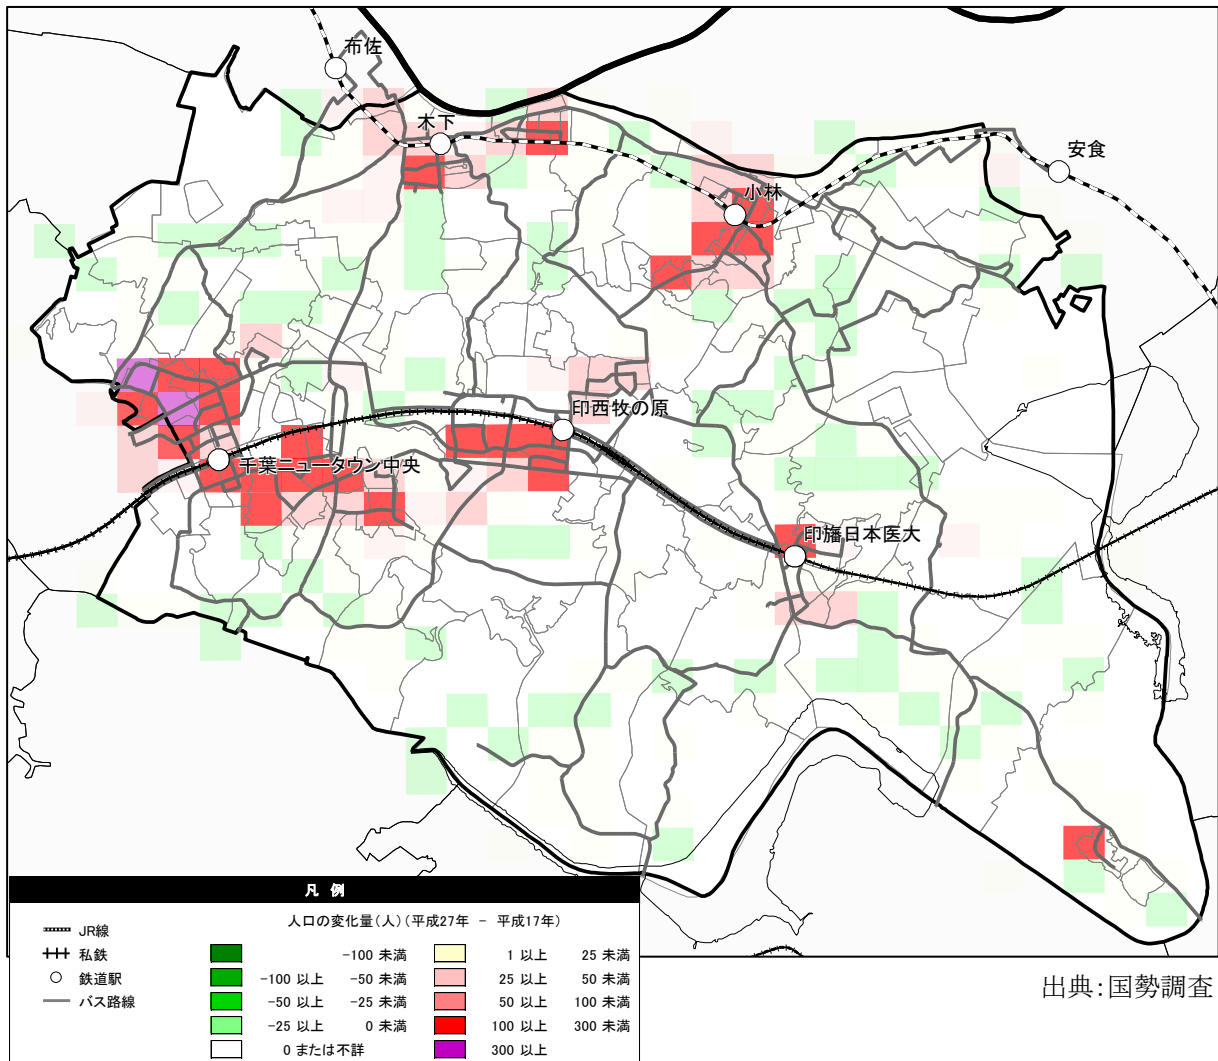 布佐
木下
安食
小林
印西牧の原
千葉ニュータウン中央
印旛日本医大
凡 例
人口の変化量(人)(平成27年 － 平成17年)
JR線
私鉄
鉄道駅
バス路線
-100 未満
-100 以上 -50 未満
-50 以上 -25 未満
-25 以上 0 未満
0 または不詳
1 以上 25 未満
25 以上 50 未満
50 以上 100 未満
100 以上 300 未満
300 以上
出典:国勢調査